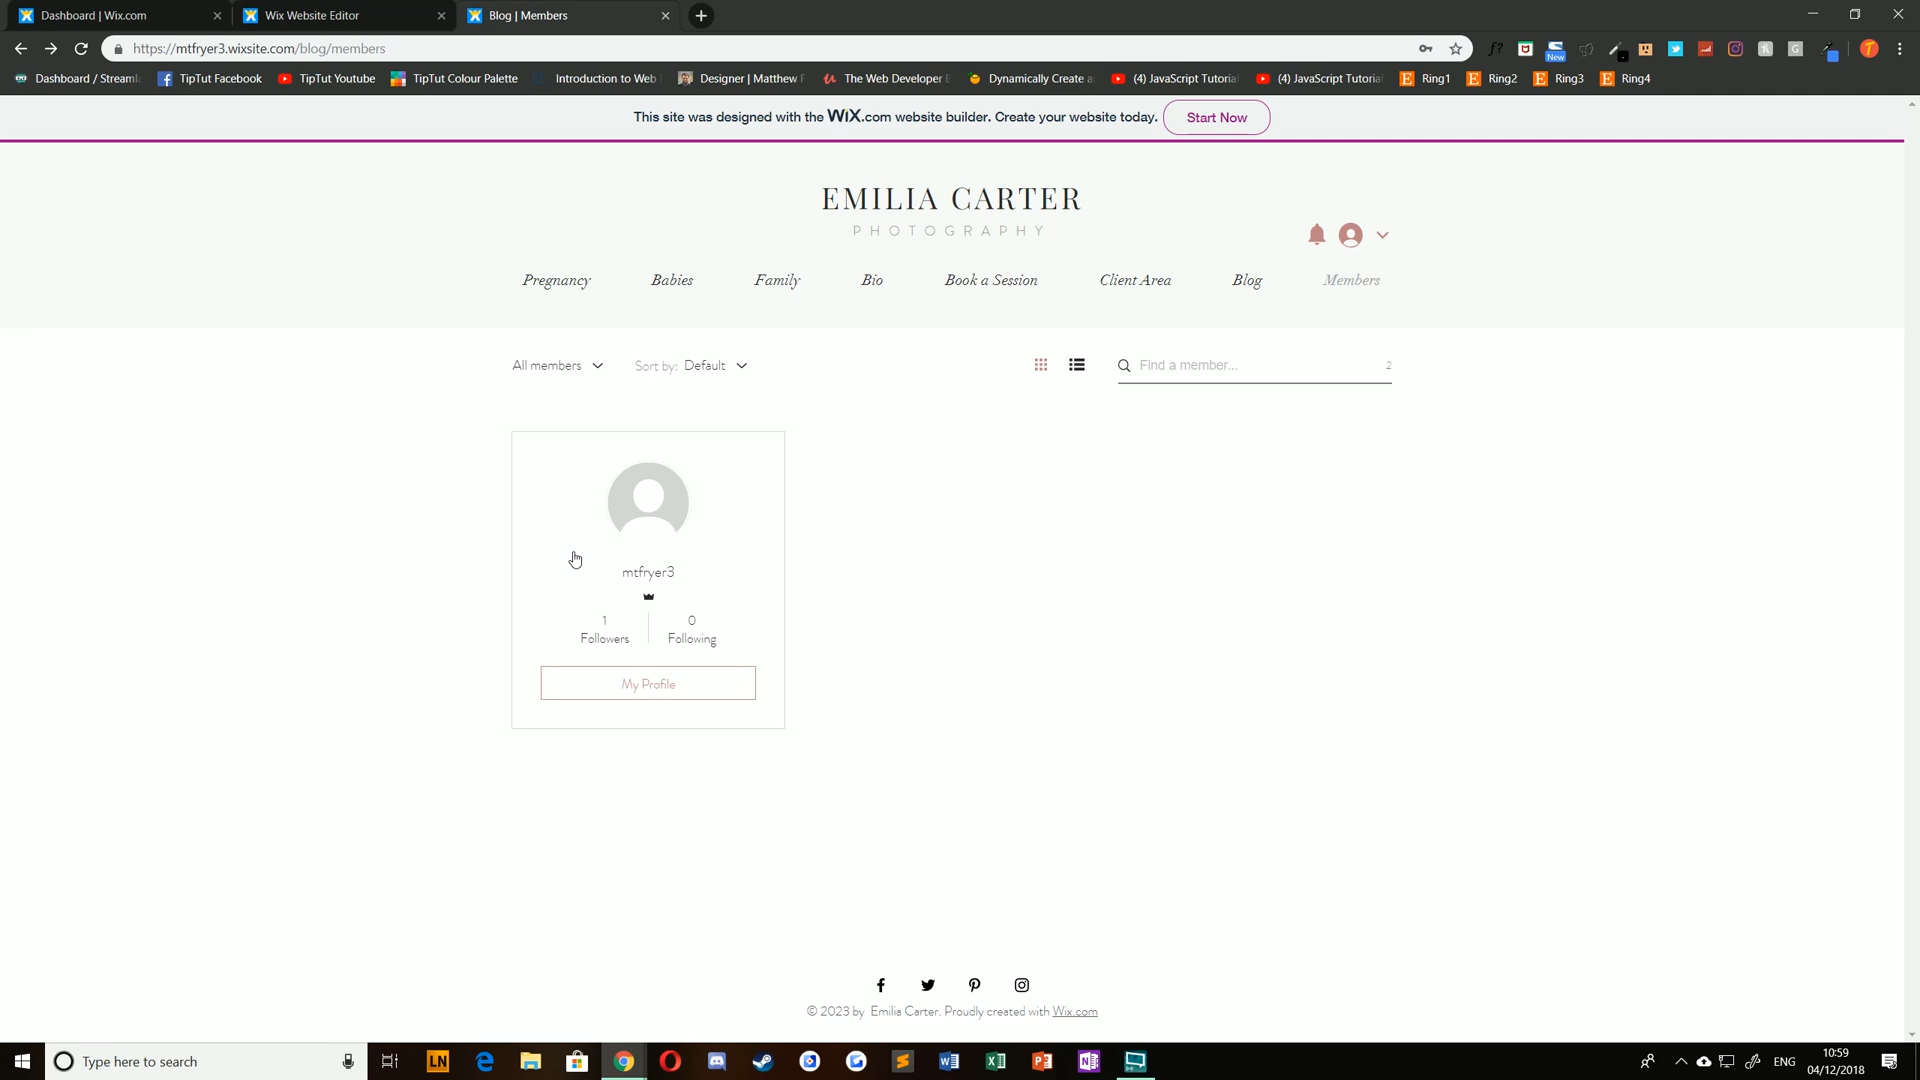 Dashboard | Wix.com
Wix Website Editor
Blog | Members
https://mtfryer3.wixsite.com/blog/members
f?
New
Dashboard / Streaml
TipTut Facebook
TipTut Youtube
TipTut Colour Palette
Introduction to Web
Designer | Matthew F
The Web Developer B
Dynamically Create a
(4) JavaScript Tutorial
(4) JavaScript Tutorial
Ring1
Ring2
Ring3
Ring4
This site was designed with the WiX.com website builder. Create your website today.
Start Now
EMILIA CARTER
PHOTOGRAPHY
Pregnancy
Babies
Family
Bio
Book a Session
Client Area
Blog
Members
All members
Sort by: Default
Find a member...
2
mtfryer3
1
0
Followers
Following
My Profile
© 2023 by Emilia Carter. Proudly created with Wix.com
Type here to search
LN
ENG
10:59
04/12/2018